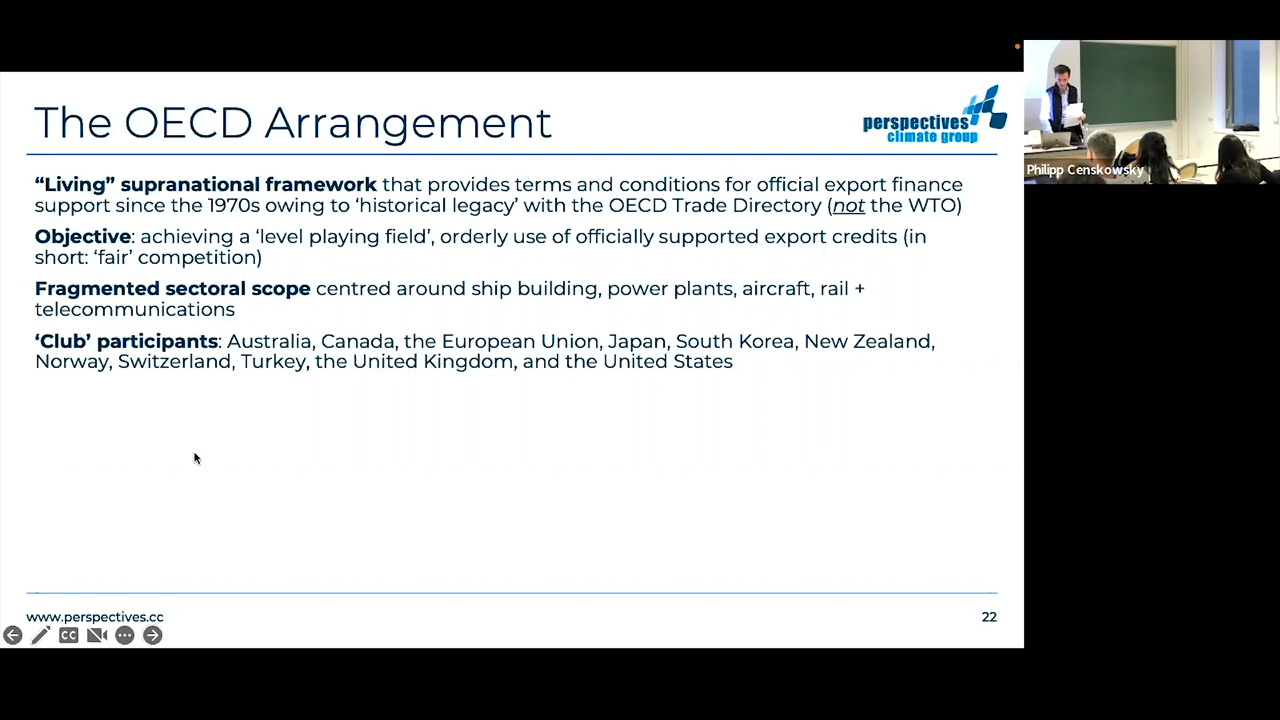 The OECD Arrangement
perspectives
climate group
“Living” supranational framework that provides terms and conditions for official export finance
support since the 1970s owing to ‘historical legacy’ with the OECD Trade Directory (not the WTO)
Objective: achieving a ‘level playing field’, orderly use of officially supported export credits (in
short: ‘fair’ competition)
Fragmented sectoral scope centred around ship building, power plants, aircraft, rail +
telecommunications
‘Club’ participants: Australia, Canada, the European Union, Japan, South Korea, New Zealand,
Norway, Switzerland, Turkey, the United Kingdom, and the United States
www.perspectives.cc
22
CC
Philipp Censkowsky